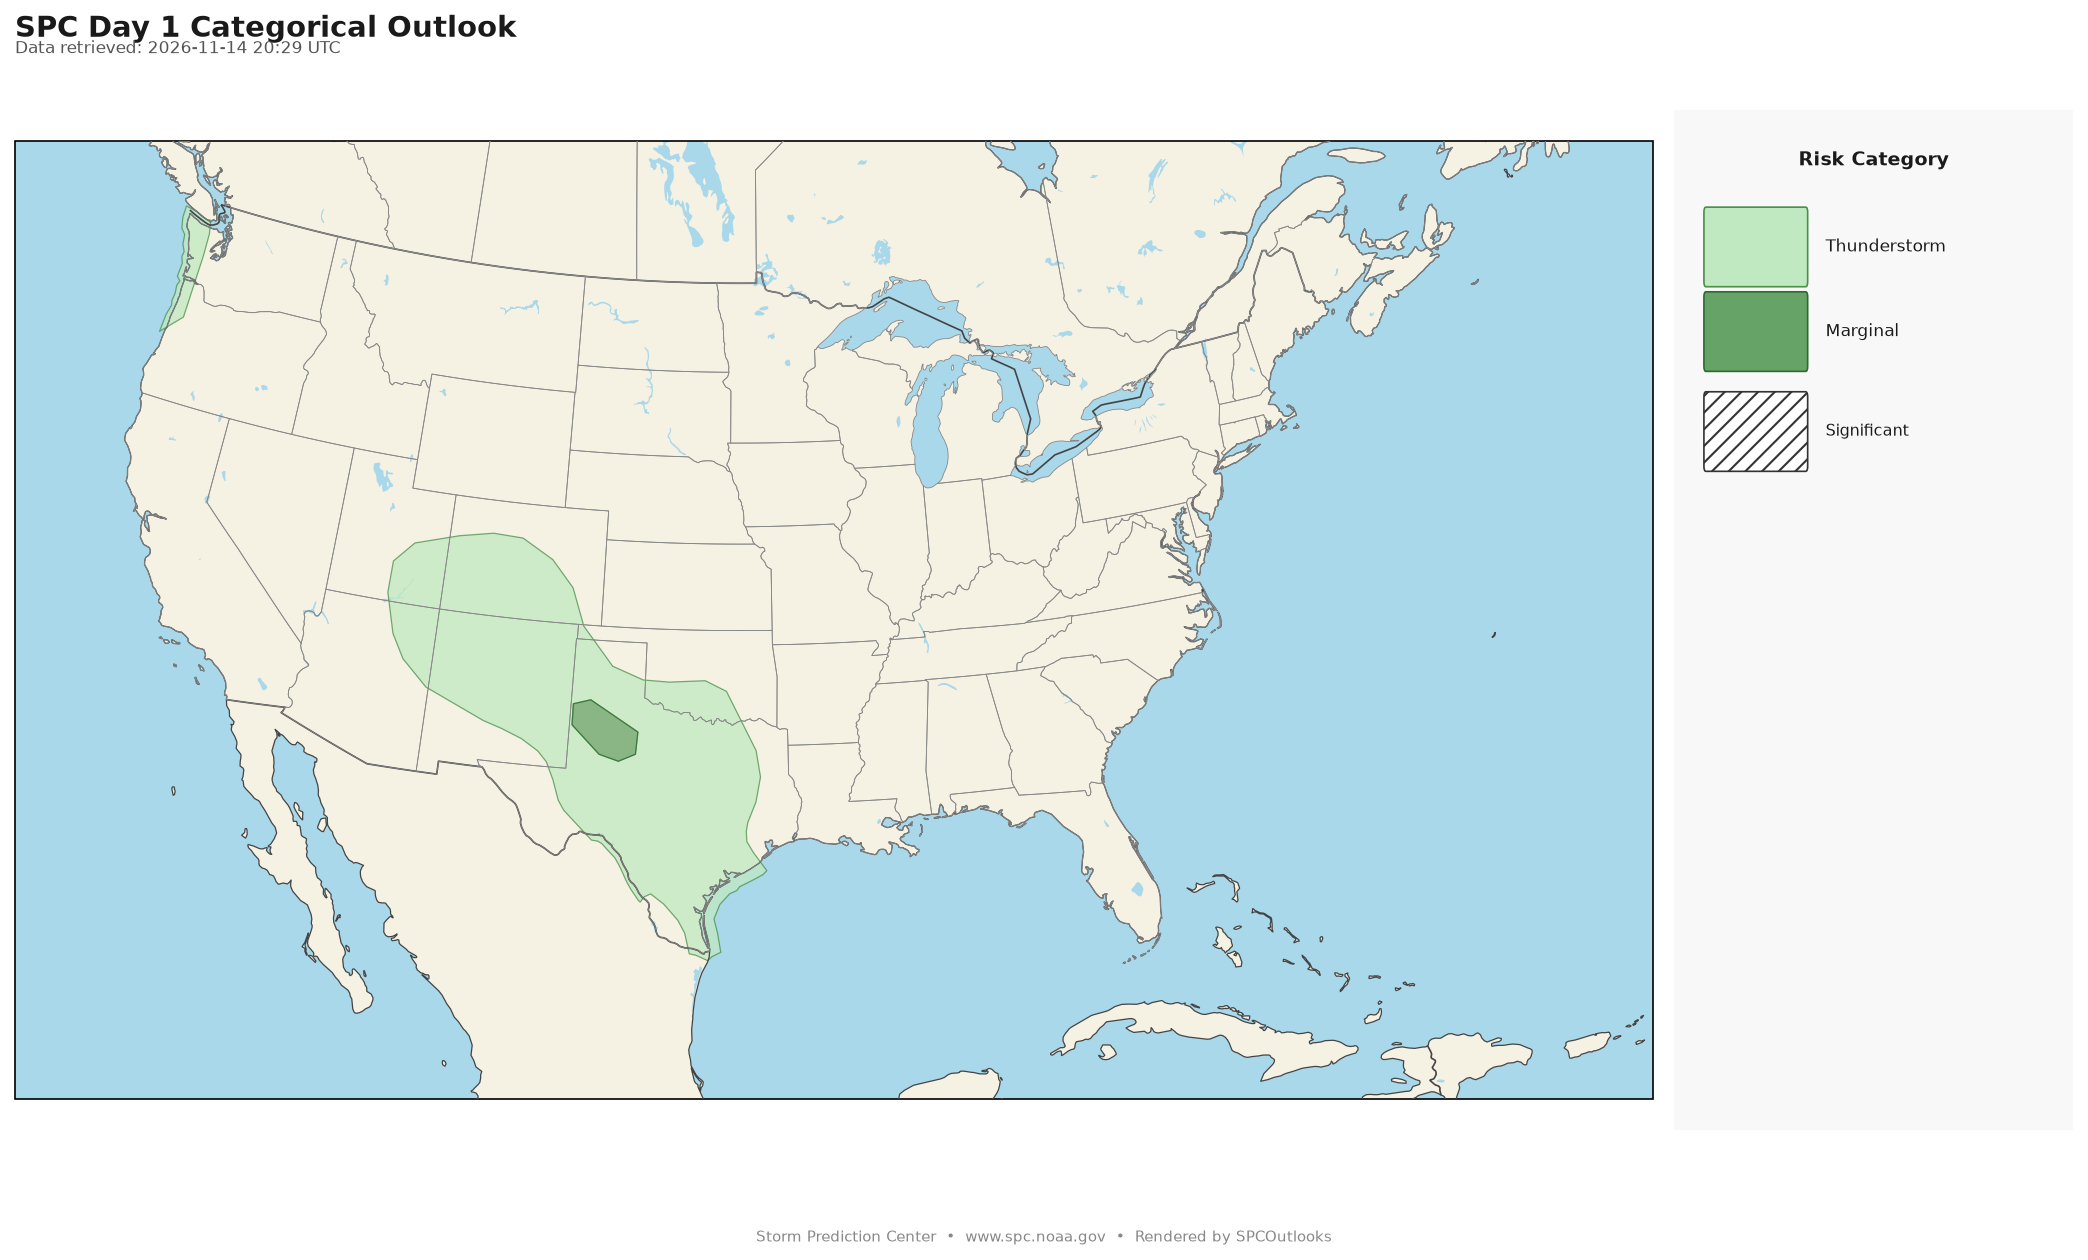 SPC Day 1 Categorical Outlook
Data retrieved: 2026-11-14 20:29 UTC
Risk Category
Thunderstorm
Marginal
Significant
Storm Prediction Center • www.spc.noaa.gov • Rendered by SPCOutlooks